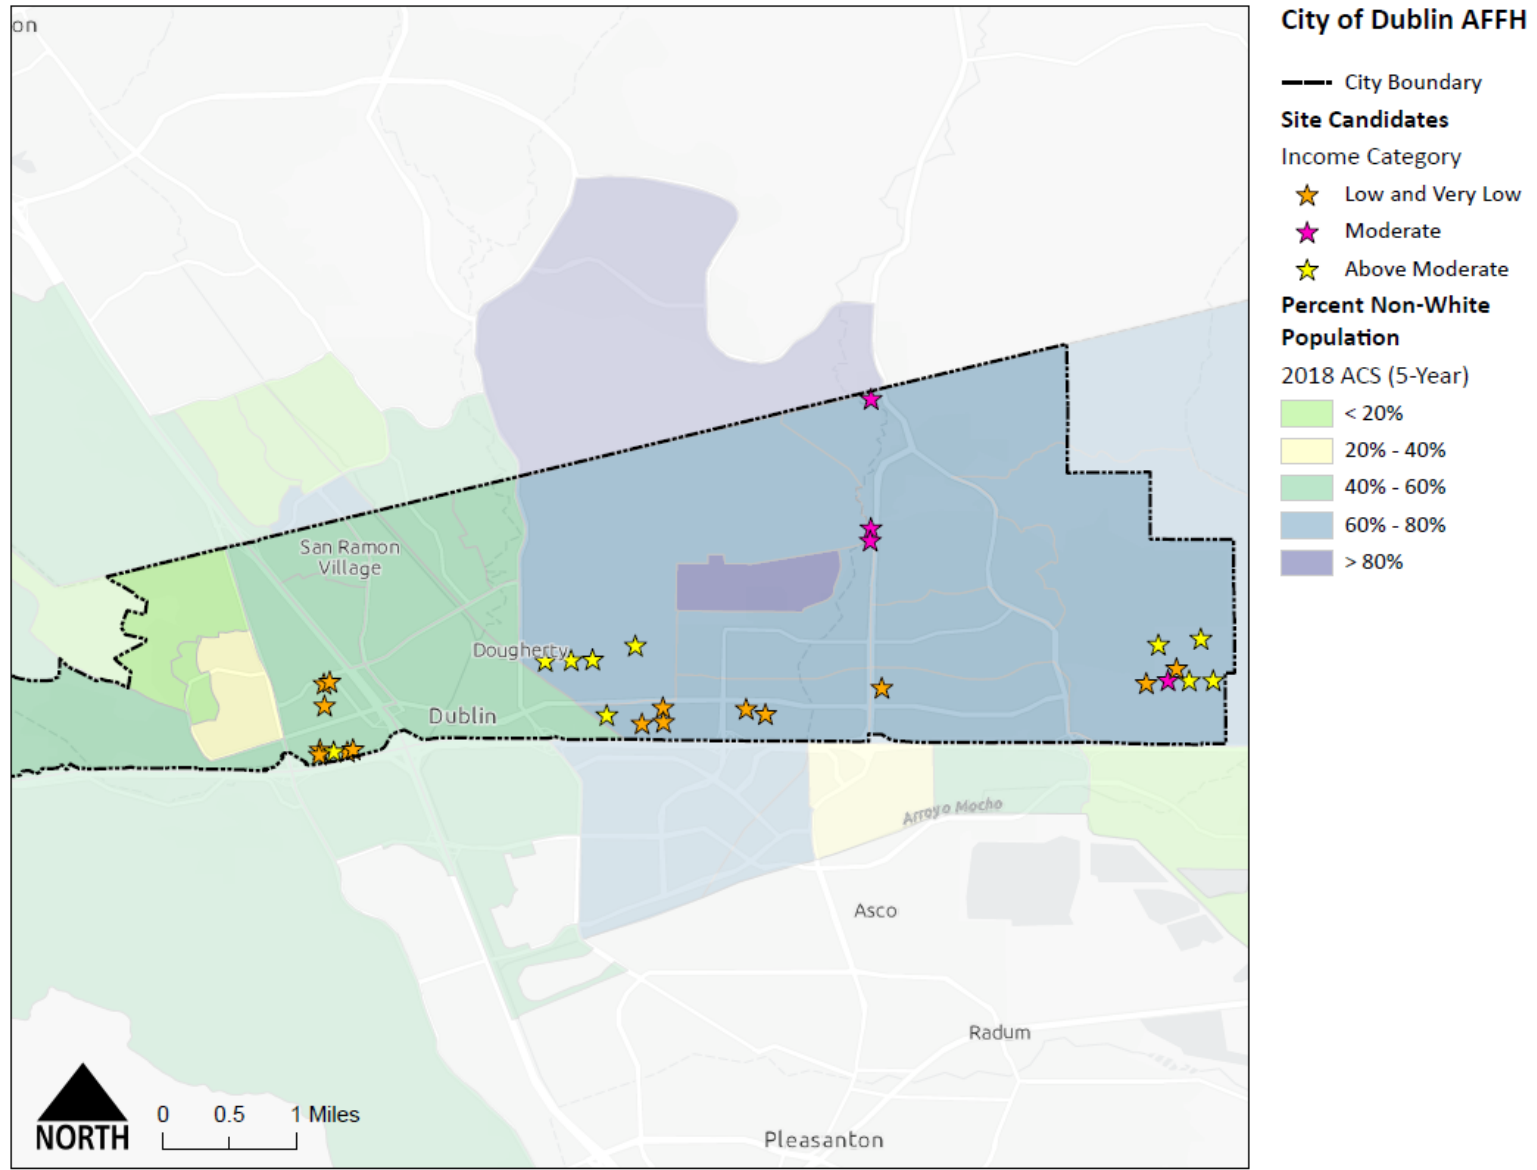 on
San Ramon
Village
Dougherty
Dublin
Arroyo Mocho
Asco
Radum
Pleasanton
NORTH
0 0.5 1 Miles
City of Dublin AFFH
City Boundary
Site Candidates
Income Category
Low and Very Low
Moderate
Above Moderate
Percent Non-White
Population
2018 ACS (5-Year)
< 20%
20% - 40%
40% - 60%
60% - 80%
> 80%